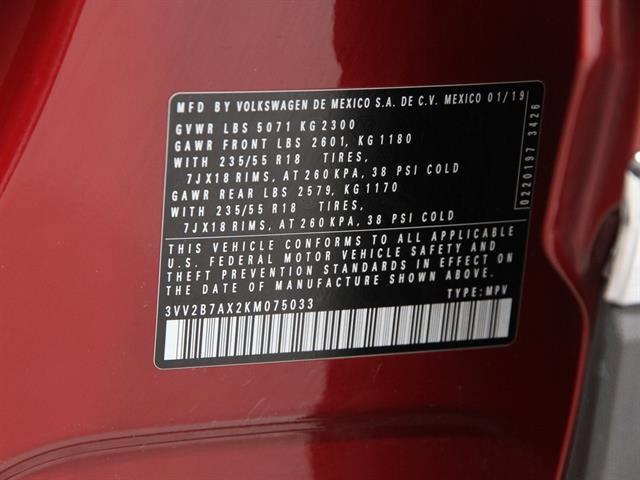 MFD BY VOLKSWAGEN DE MEXICO S.A. DE C.V. MEXICO 01/19
GVWR LBS 5071 KG 2300
GAWR FRONT LBS 2601, KG 1180
WITH 235/55 R18 TIRES,
7JX18 RIMS, AT 260 KPA, 38 PSI COLD
GAWR REAR LBS 2579, KG 1170
WITH 235/55 R18 TIRES,
7JX18 RIMS, AT 260 KPA, 38 PSI COLD
THIS VEHICLE CONFORMS TO ALL APPLICABLE
U.S. FEDERAL MOTOR VEHICLE SAFETY AND
THEFT PREVENTION STANDARDS IN EFFECT ON
THE DATE OF MANUFACTURE SHOWN ABOVE.
3VV2B7AX2KM075033 TYPE: MPV
0220197 3426